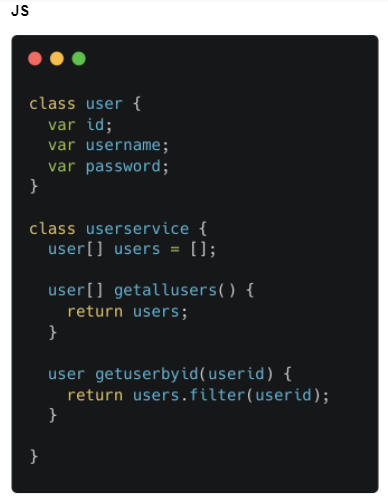 JS
class user {
  var id;
  var username;
  var password;
}
class userservice {
  user[] users = [];
  user[] getallusers() {
    return users;
  }
  user getuserbyid(userid) {
    return users.filter(userid);
  }
}